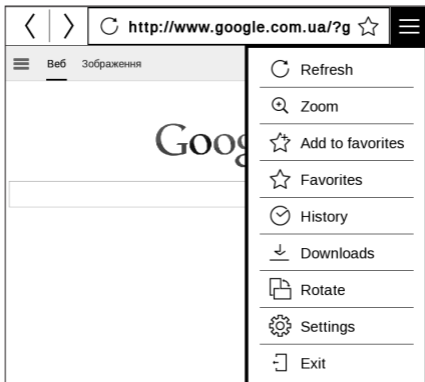 http://www.google.com.ua/?g
Веб Зображення
Goog
Refresh
Zoom
Add to favorites
Favorites
History
Downloads
Rotate
Settings
Exit